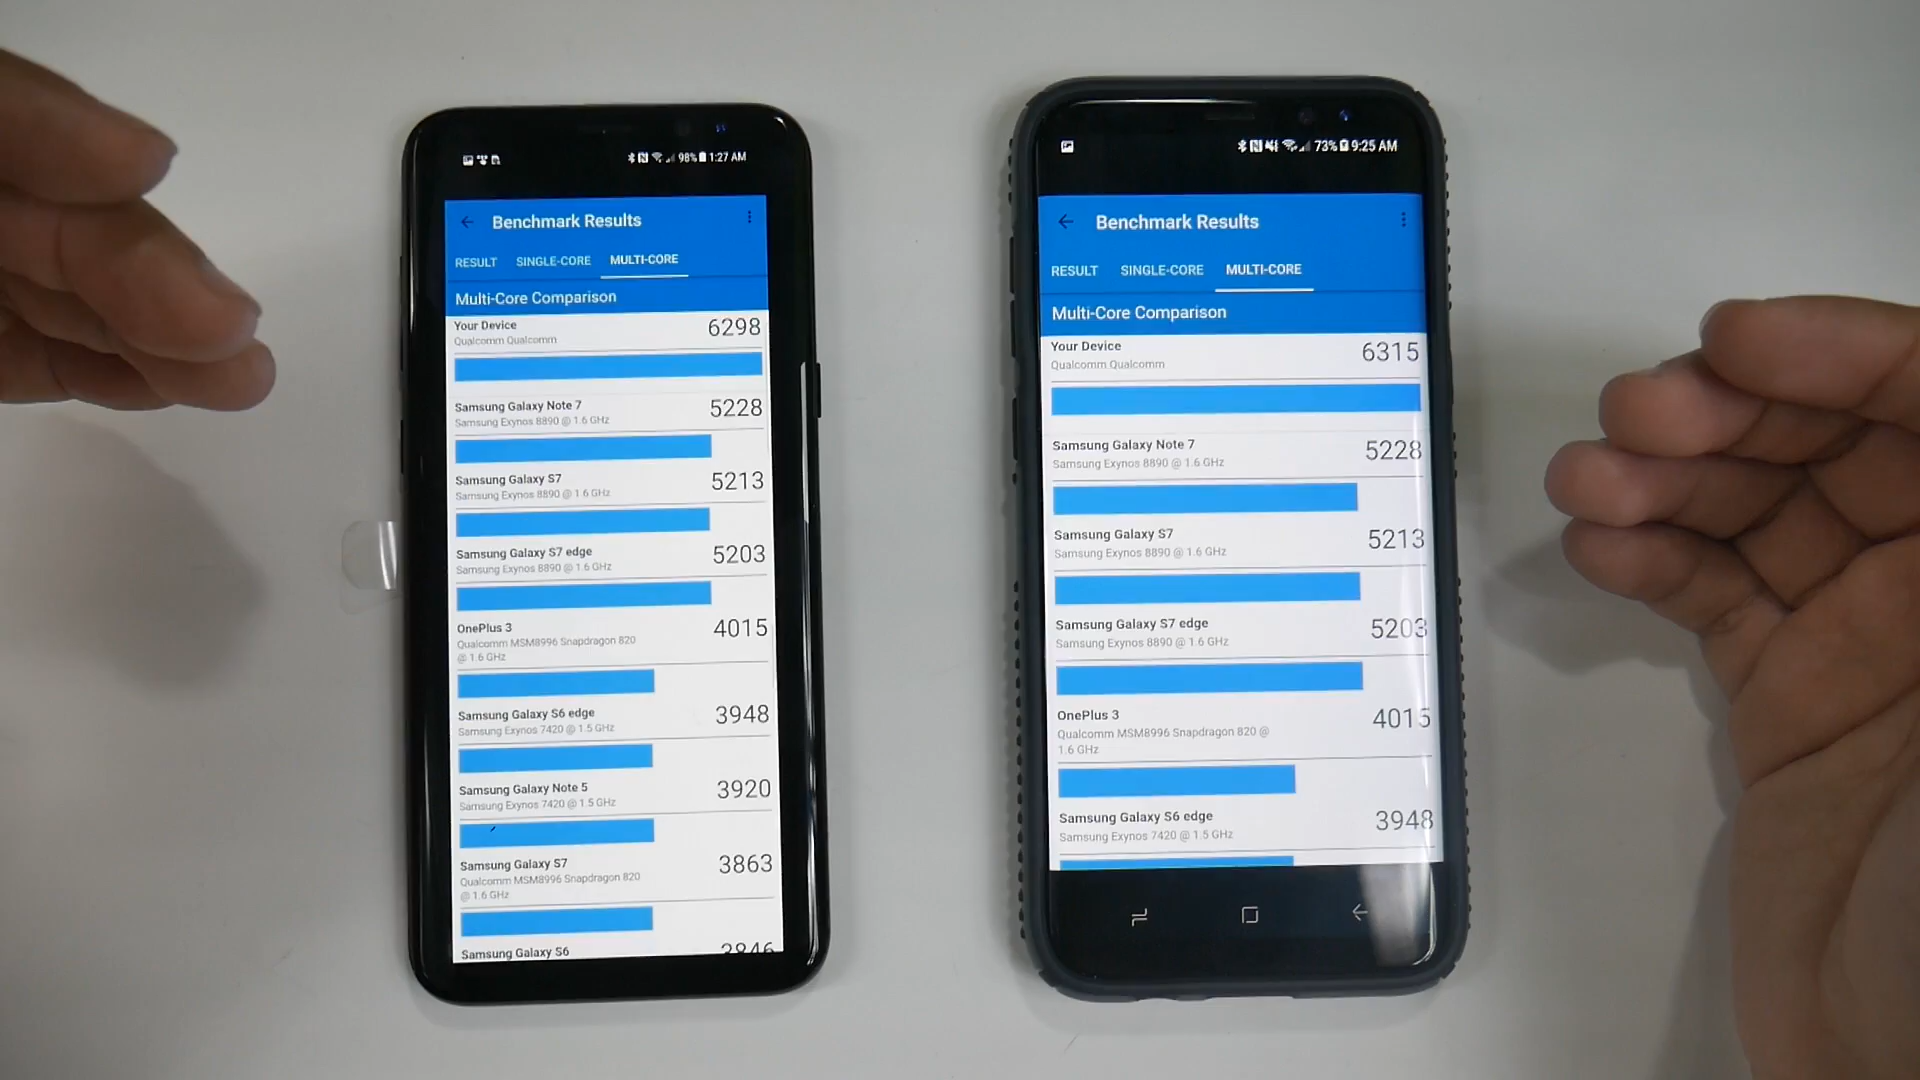 98% 1:27 AM
Benchmark Results
RESULT SINGLE-CORE MULTI-CORE
Multi-Core Comparison
Your Device 6298
Qualcomm Qualcomm
Samsung Galaxy Note 7 5228
Samsung Exynos 8890 @ 1.6 GHz
Samsung Galaxy S7 5213
Samsung Exynos 8890 @ 1.6 GHz
Samsung Galaxy S7 edge 5203
Samsung Exynos 8890 @ 1.6 GHz
OnePlus 3 4015
Qualcomm MSM8996 Snapdragon 820
@ 1.6 GHz
Samsung Galaxy S6 edge 3948
Samsung Exynos 7420 @ 1.5 GHz
Samsung Galaxy Note 5 3920
Samsung Exynos 7420 @ 1.5 GHz
Samsung Galaxy S7 3863
Qualcomm MSM8996 Snapdragon 820
@ 1.6 GHz
Samsung Galaxy S6
73% 9:25 AM
Benchmark Results
RESULT SINGLE-CORE MULTI-CORE
Multi-Core Comparison
Your Device 6315
Qualcomm Qualcomm
Samsung Galaxy Note 7 5228
Samsung Exynos 8890 @ 1.6 GHz
Samsung Galaxy S7 5213
Samsung Exynos 8890 @ 1.6 GHz
Samsung Galaxy S7 edge 5203
Samsung Exynos 8890 @ 1.6 GHz
OnePlus 3 4015
Qualcomm MSM8996 Snapdragon 820 @
1.6 GHz
Samsung Galaxy S6 edge 3948
Samsung Exynos 7420 @ 1.5 GHz